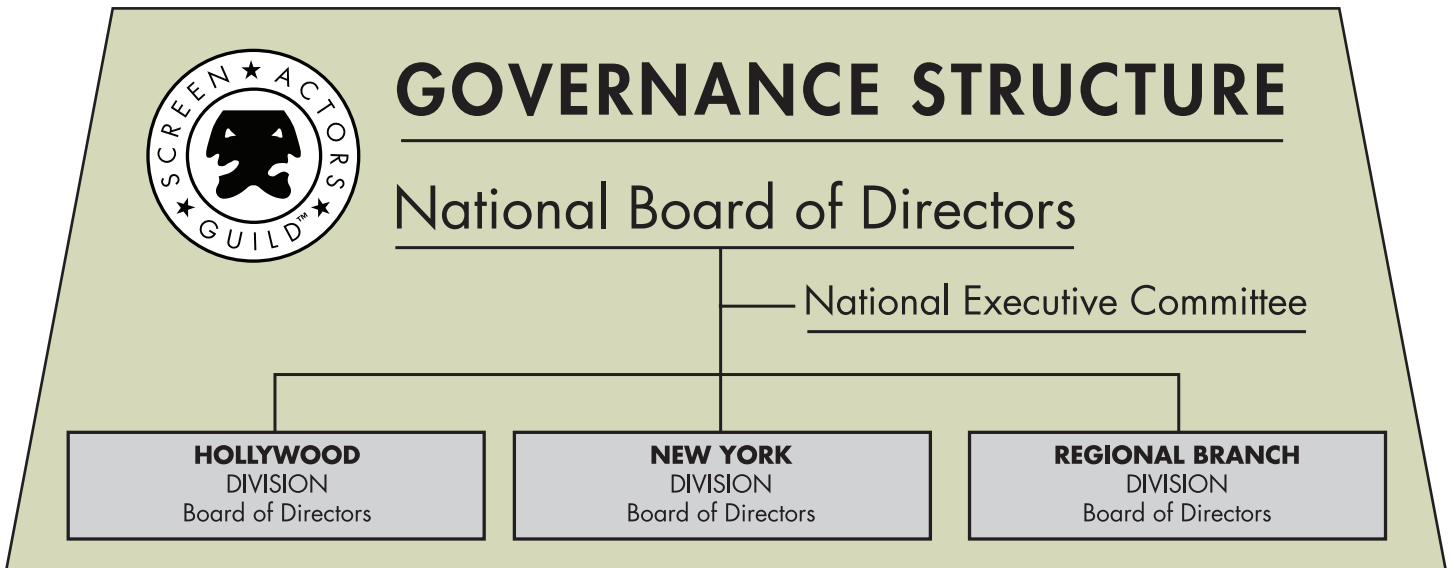 SCREEN ★ ACTORS ★ GUILD™ ★
GOVERNANCE STRUCTURE
National Board of Directors
National Executive Committee
HOLLYWOOD
DIVISION
Board of Directors
NEW YORK
DIVISION
Board of Directors
REGIONAL BRANCH
DIVISION
Board of Directors